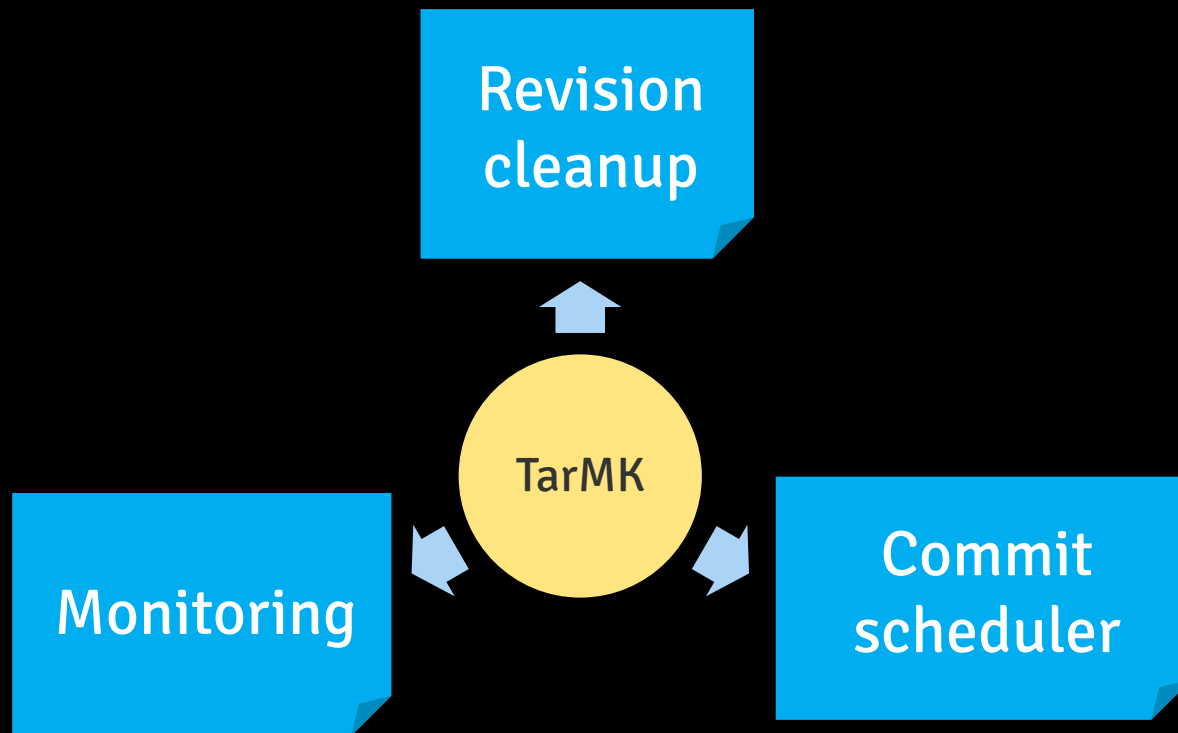 Revision
cleanup
TarMK
Monitoring
Commit
scheduler